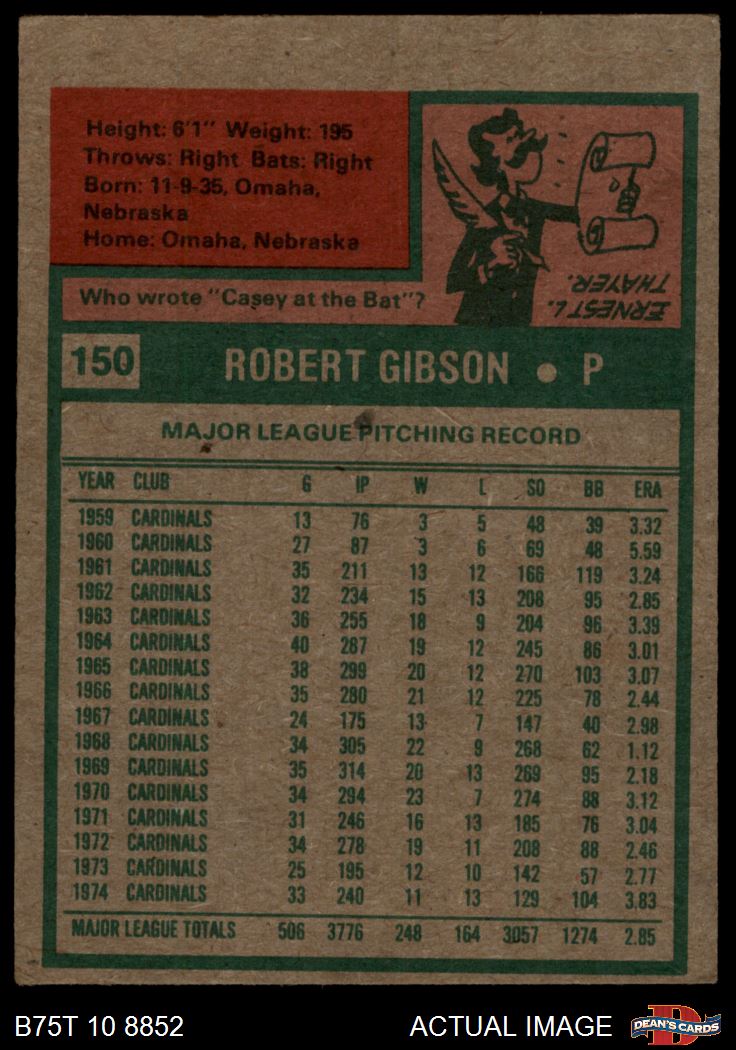 Height: 6'1" Weight: 195
Throws: Right Bats: Right
Born: 11-9-35, Omaha,
Nebraska
Home: Omaha, Nebraska
Who wrote "Casey at the Bat"?
ERNEST L.
THAYER.
150 ROBERT GIBSON • P
MAJOR LEAGUE PITCHING RECORD
YEAR CLUB G IP W L SO BB ERA
1959 CARDINALS 13 76 3 5 48 39 3.32
1960 CARDINALS 27 87 3 6 69 48 5.59
1961 CARDINALS 35 211 13 12 166 119 3.24
1962 CARDINALS 32 234 15 13 208 95 2.85
1963 CARDINALS 36 255 18 9 204 96 3.39
1964 CARDINALS 40 287 19 12 245 86 3.01
1965 CARDINALS 38 299 20 12 270 103 3.07
1966 CARDINALS 35 280 21 12 225 78 2.44
1967 CARDINALS 24 175 13 7 147 40 2.98
1968 CARDINALS 34 305 22 9 268 62 1.12
1969 CARDINALS 35 314 20 13 269 95 2.18
1970 CARDINALS 34 294 23 7 274 88 3.12
1971 CARDINALS 31 246 16 13 185 76 3.04
1972 CARDINALS 34 278 19 11 208 88 2.46
1973 CARDINALS 25 195 12 10 142 57 2.77
1974 CARDINALS 33 240 11 13 129 104 3.83
MAJOR LEAGUE TOTALS 506 3776 248 164 3057 1274 2.85
B75T 10 8852 ACTUAL IMAGE
DEAN'S CARDS